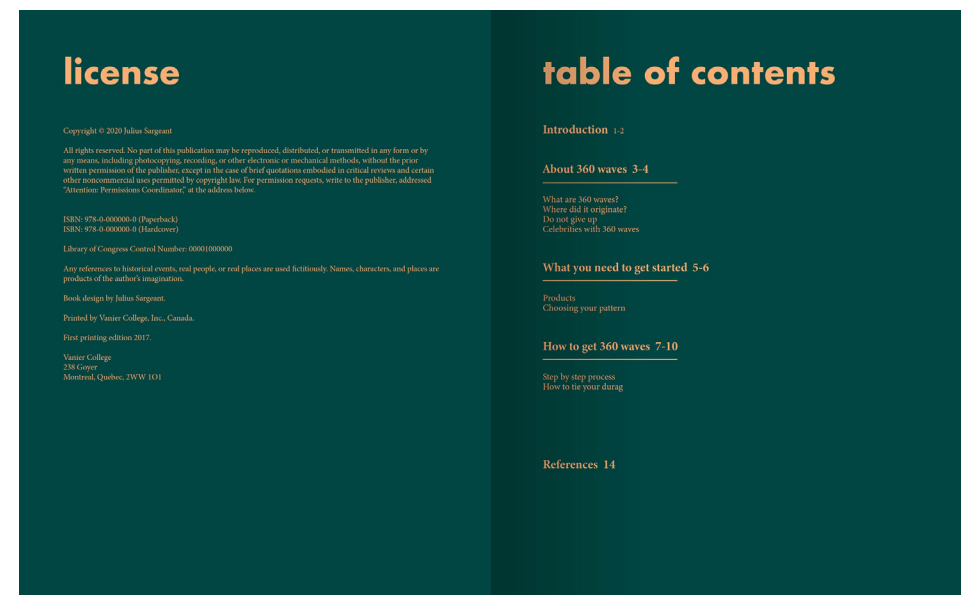 license
Copyright © 2020 Julius Sargeant
All rights reserved. No part of this publication may be reproduced, distributed, or transmitted in any form or by
any means, including photocopying, recording, or other electronic or mechanical methods, without the prior
written permission of the publisher, except in the case of brief quotations embodied in critical reviews and certain
other noncommercial uses permitted by copyright law. For permission requests, write to the publisher, addressed
“Attention: Permissions Coordinator,” at the address below.
ISBN: 978-0-000000-0 (Paperback)
ISBN: 978-0-000000-0 (Hardcover)
Library of Congress Control Number: 00001000000
Any references to historical events, real people, or real places are used fictitiously. Names, characters, and places are
products of the author’s imagination.
Book design by Julius Sargeant.
Printed by Vanier College, Inc., Canada.
First printing edition 2017.
Vanier College
238 Goyer
Montreal, Quebec, 2WW 1O1
table of contents
Introduction 1-2
About 360 waves 3-4
What are 360 waves?
Where did it originate?
Do not give up
Celebrities with 360 waves
What you need to get started 5-6
Products
Choosing your pattern
How to get 360 waves 7-10
Step by step process
How to tie your durag
References 14